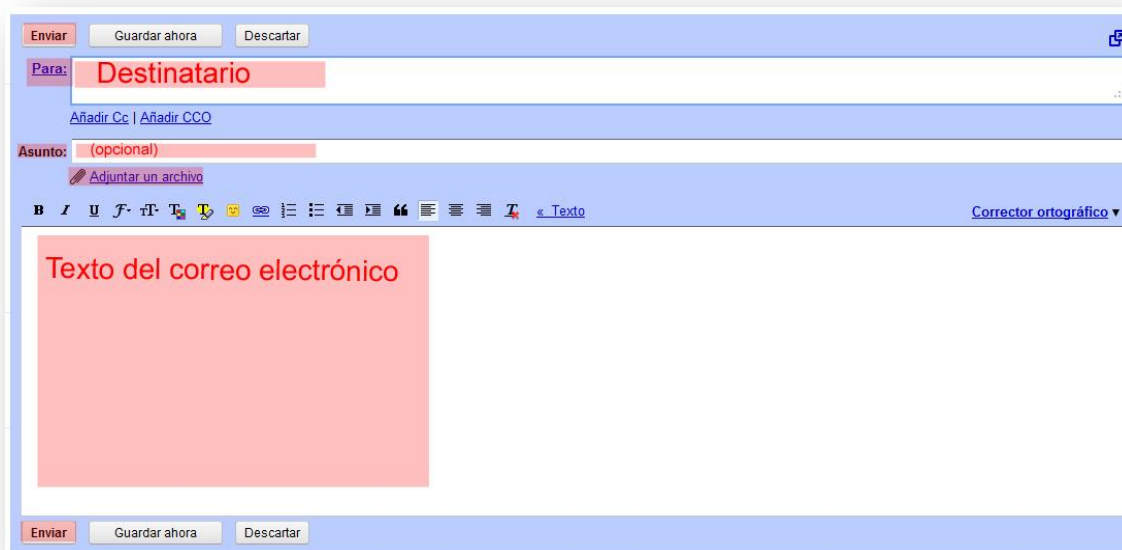 Enviar Guardar ahora Descartar
Para: Destinatario
Añadir Cc | Añadir CCO
Asunto: (opcional)
Adjuntar un archivo
B I U F T T T « Texto Corrector ortográfico ▼
Texto del correo electrónico
Enviar Guardar ahora Descartar